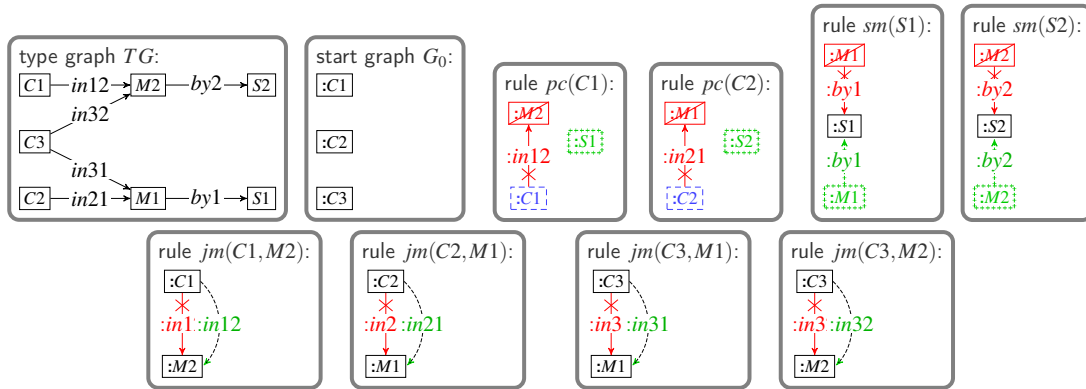 type graph TG:
C1 in12 M2 by2 S2
in32
C3
in31
C2 in21 M1 by1 S1
start graph G0:
:C1
:C2
:C3
rule pc(C1):
:M2
:S1
:in12
:C1
rule pc(C2):
:M1
:S2
:in21
:C2
rule sm(S1):
:M1
:by1
:S1
:by1
:M1
rule sm(S2):
:M2
:by2
:S2
:by2
:M2
rule jm(C1,M2):
:C1
:in1 :in12
:M2
rule jm(C2,M1):
:C2
:in2 :in21
:M1
rule jm(C3,M1):
:C3
:in3 :in31
:M1
rule jm(C3,M2):
:C3
:in3 :in32
:M2